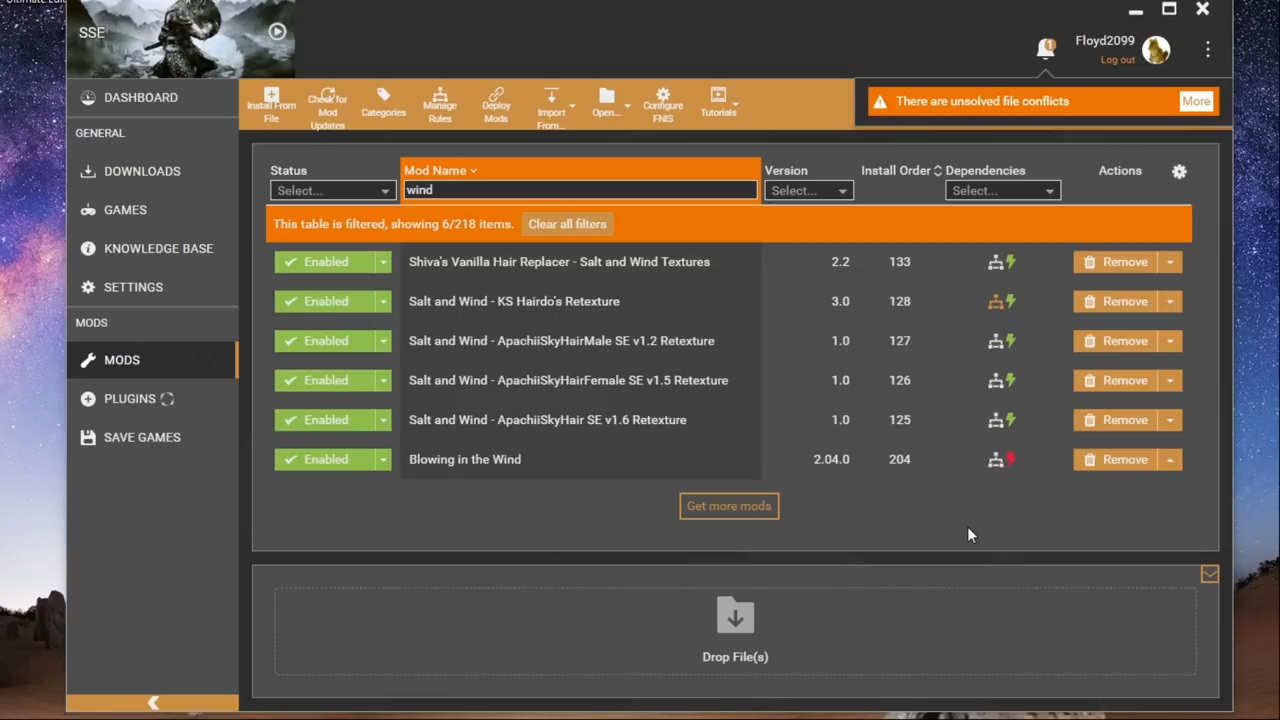 SSE
Floyd2099
Log out
1
DASHBOARD
GENERAL
DOWNLOADS
GAMES
KNOWLEDGE BASE
SETTINGS
MODS
MODS
PLUGINS
SAVE GAMES
Install From File
Check for Mod Updates
Categories
Manage Rules
Deploy Mods
Import From...
Open...
Configure FNIS
Tutorials
There are unsolved file conflicts
More
Status Mod Name Version Install Order Dependencies Actions
Select... wind Select... Select...
This table is filtered, showing 6/218 items. Clear all filters
Enabled Shiva's Vanilla Hair Replacer - Salt and Wind Textures 2.2 133 Remove
Enabled Salt and Wind - KS Hairdo's Retexture 3.0 128 Remove
Enabled Salt and Wind - ApachiiSkyHairMale SE v1.2 Retexture 1.0 127 Remove
Enabled Salt and Wind - ApachiiSkyHairFemale SE v1.5 Retexture 1.0 126 Remove
Enabled Salt and Wind - ApachiiSkyHair SE v1.6 Retexture 1.0 125 Remove
Enabled Blowing in the Wind 2.04.0 204 Remove
Get more mods
Drop File(s)